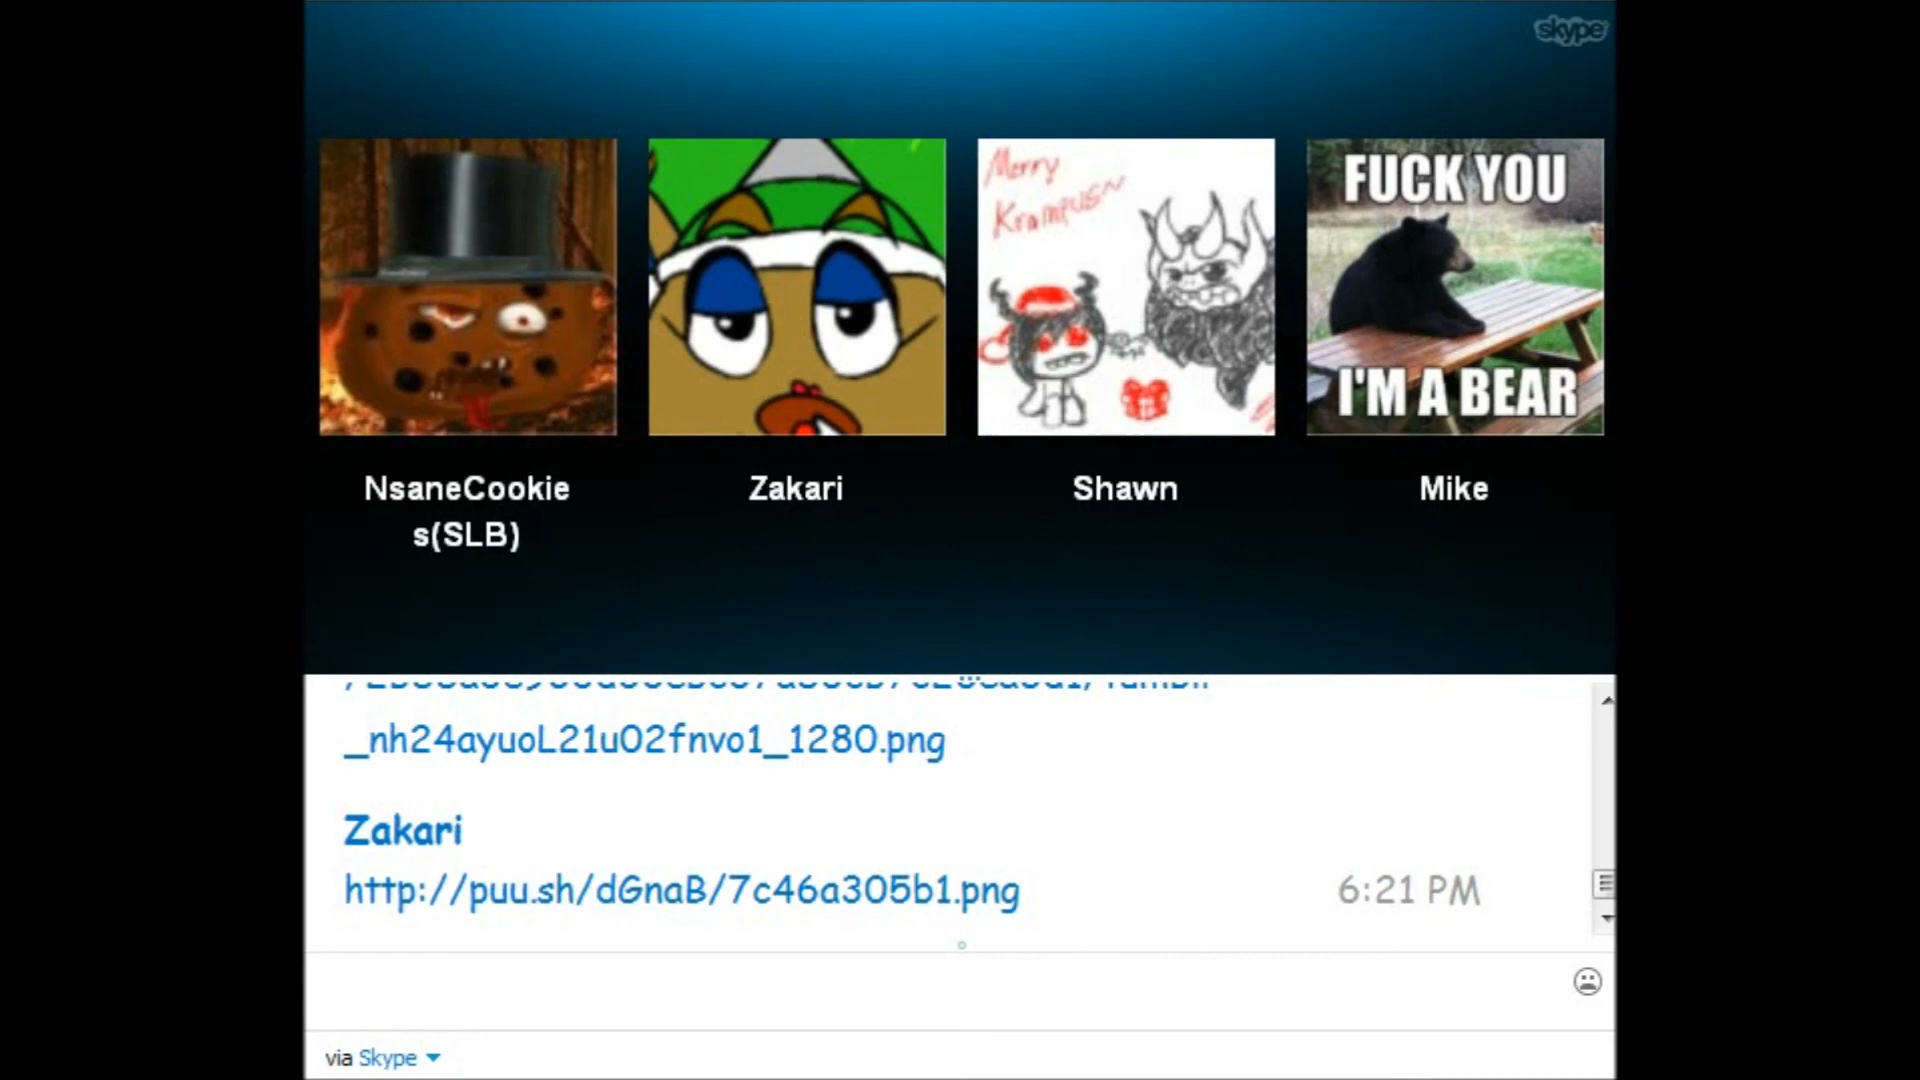 skype
Merry
Krampus
FUCK YOU
I'M A BEAR
NsaneCookie
s(SLB)
Zakari
Shawn
Mike
_nh24ayuoL21u02fnvo1_1280.png
Zakari
http://puu.sh/dGnaB/7c46a305b1.png
6:21 PM
via Skype